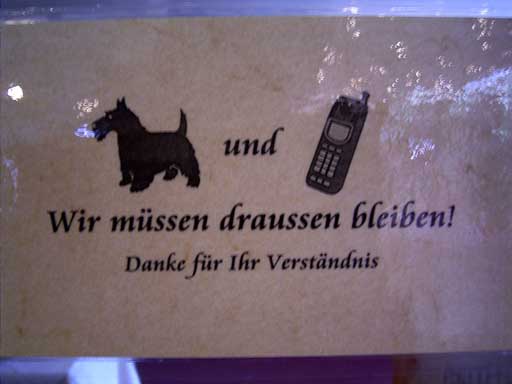 und
Wir müssen draussen bleiben!
Danke für Ihr Verständnis